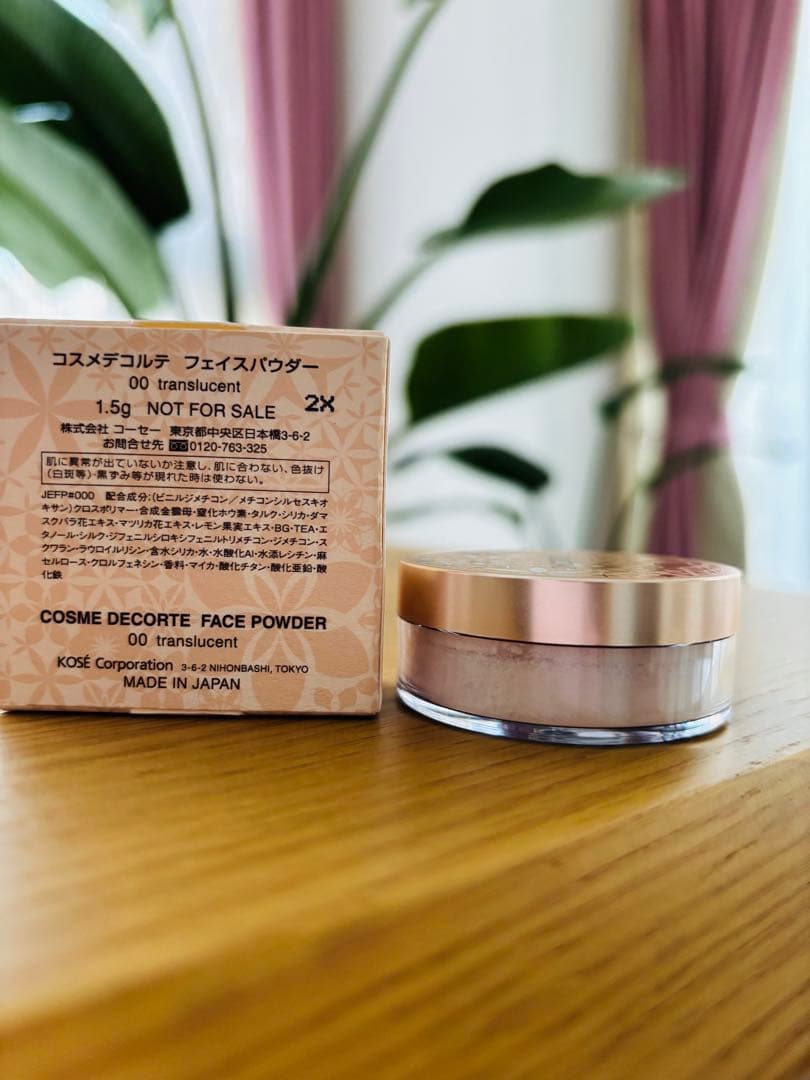 コスメデコルテ フェイスパウダー
00 translucent
1.5g NOT FOR SALE 2X
株式会社 コーセー 東京都中央区日本橋3-6-2
お問合せ先 0120-763-325
肌に異常が出ていないか注意し、肌に合わない、色抜け
(白斑等)・黒ずみ等が現れた時は使わない。
JEFP#000 配合成分:(ビニルジメチコン/メチコンシルセスキオ
キサン)クロスポリマー・合成金雲母・窒化ホウ素・タルク・シリカ・ダマ
スクバラ花エキス・マツリカ花エキス・レモン果実エキス・BG・TEA・エ
タノール・シルク・ジフェニルシロキシフェニルトリメチコン・ジメチコン・ス
クワラン・ラウロイルリシン・含水シリカ・水・水酸化Al・水添レシチン・麻
セルロース・クロルフェネシン・香料・マイカ・酸化チタン・酸化亜鉛・酸
化鉄
COSME DECORTE FACE POWDER
00 translucent
KOSÉ Corporation 3-6-2 NIHONBASHI, TOKYO
MADE IN JAPAN